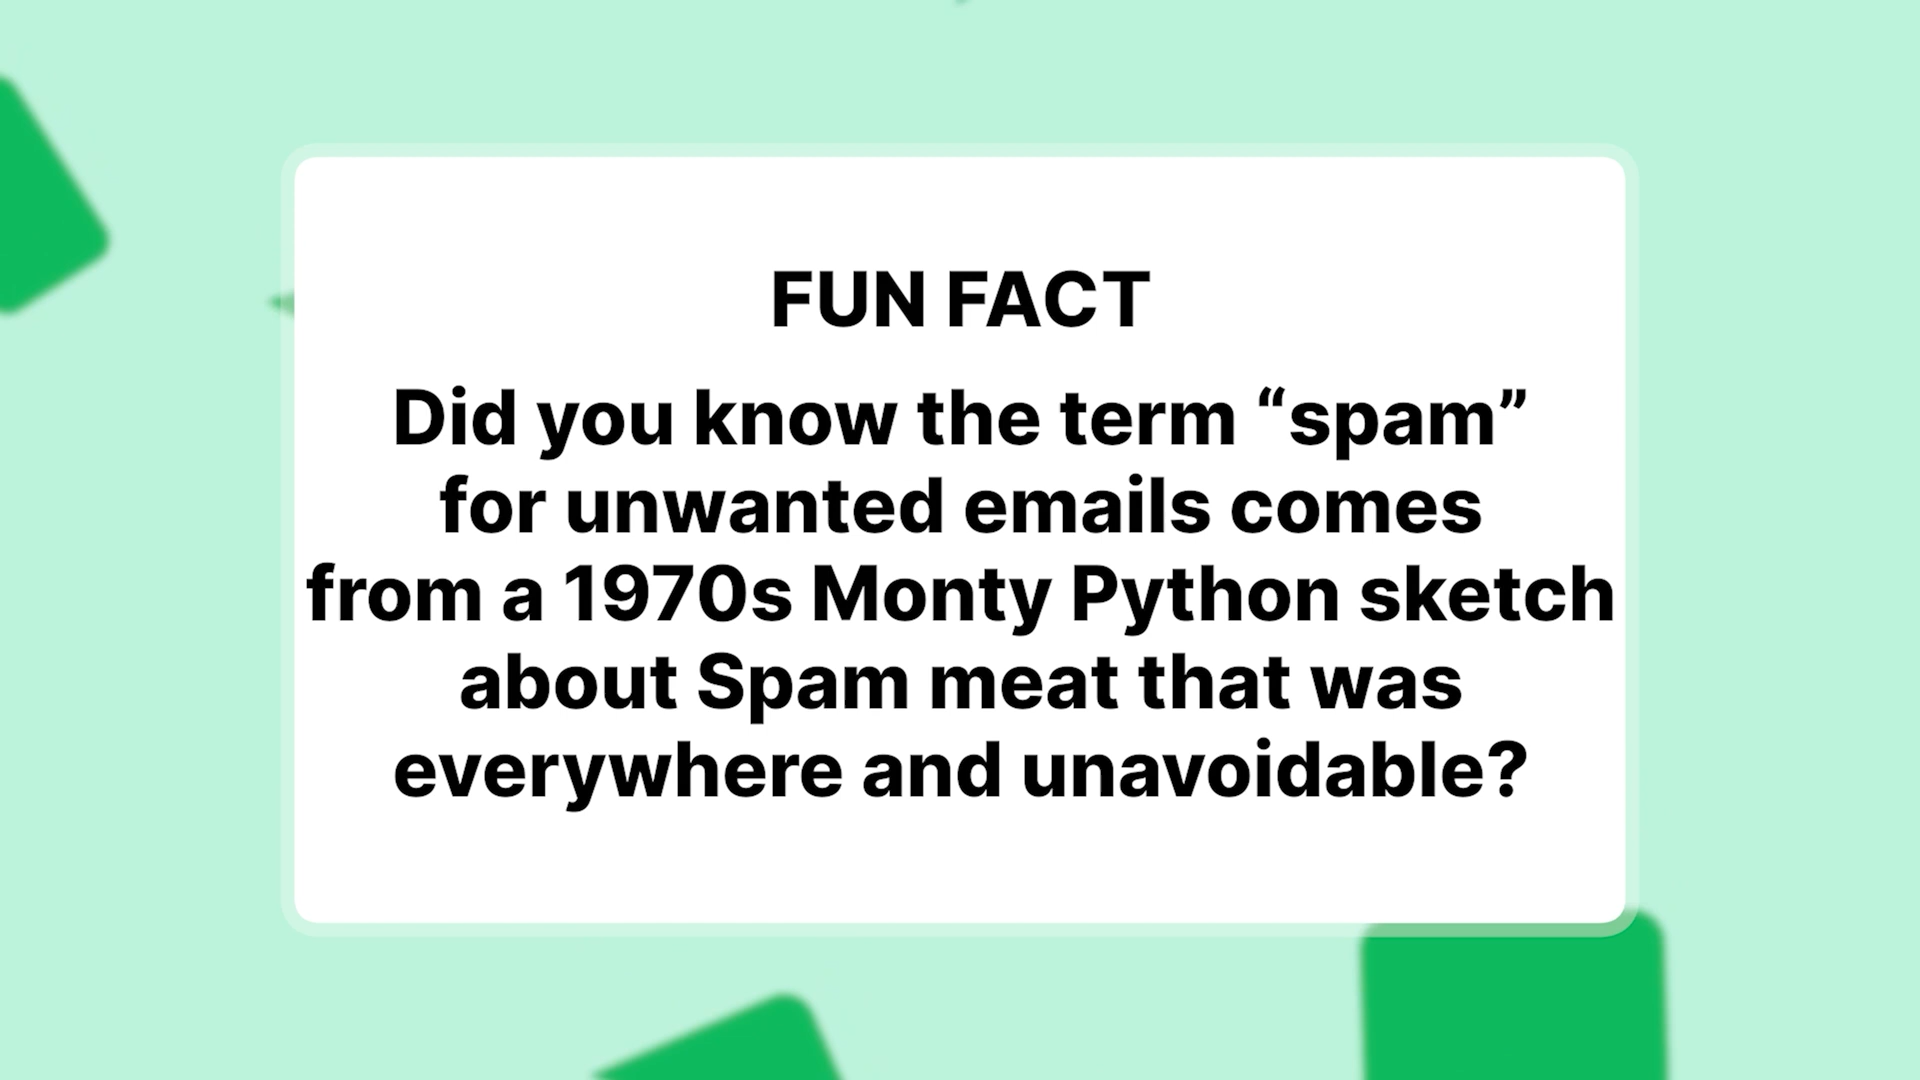 FUN FACT
Did you know the term “spam”
for unwanted emails comes
from a 1970s Monty Python sketch
about Spam meat that was
everywhere and unavoidable?